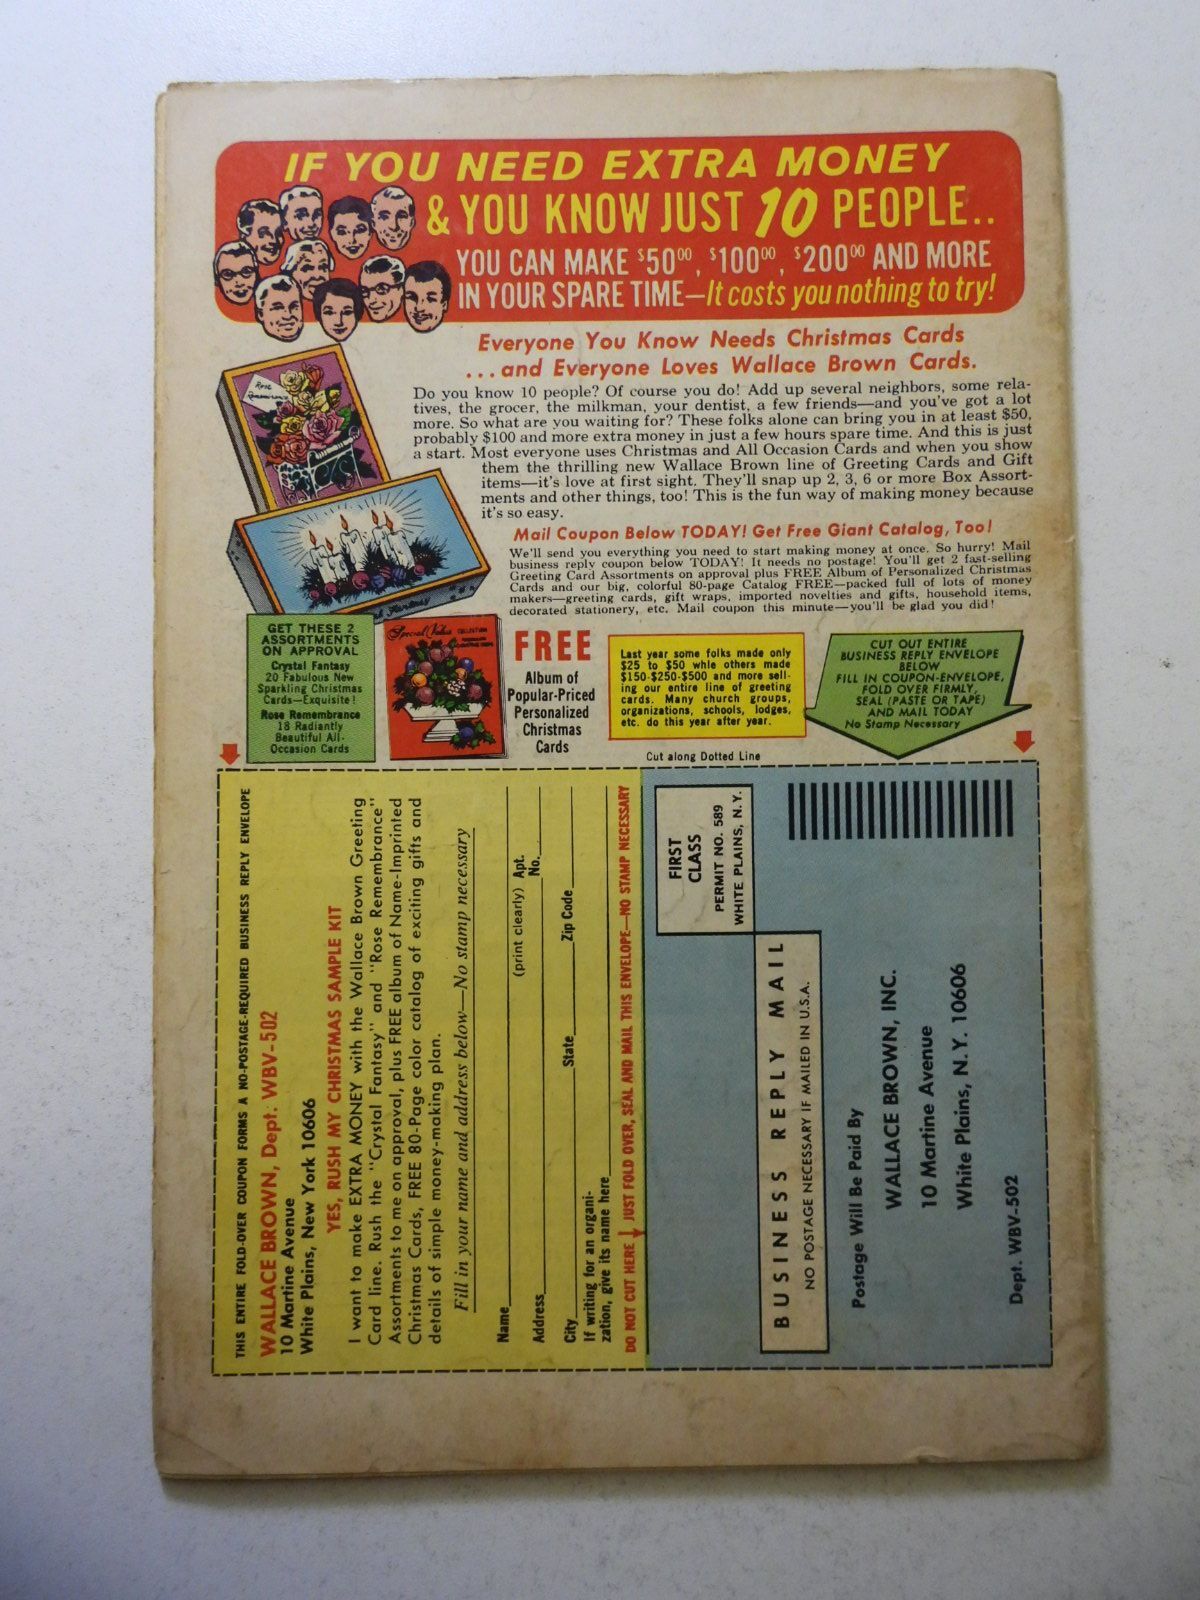 IF YOU NEED EXTRA MONEY
& YOU KNOW JUST 10 PEOPLE..
YOU CAN MAKE $50⁰⁰, $100⁰⁰, $200⁰⁰ AND MORE
IN YOUR SPARE TIME—It costs you nothing to try!
Everyone You Know Needs Christmas Cards
...and Everyone Loves Wallace Brown Cards.
Do you know 10 people? Of course you do! Add up several neighbors, some rela-
tives, the grocer, the milkman, your dentist, a few friends—and you've got a lot
more. So what are you waiting for? These folks alone can bring you in at least $50,
probably $100 and more extra money in just a few hours spare time. And this is just
a start. Most everyone uses Christmas and All Occasion Cards and when you show
them the thrilling new Wallace Brown line of Greeting Cards and Gift
items—it's love at first sight. They'll snap up 2, 3, 6 or more Box Assort-
ments and other things, too! This is the fun way of making money because
it's so easy.
Mail Coupon Below TODAY! Get Free Giant Catalog, Too!
We'll send you everything you need to start making money at once. So hurry! Mail
business reply coupon below TODAY! It needs no postage! You'll get 2 fast-selling
Greeting Card Assortments on approval plus FREE Album of Personalized Christmas
Cards and our big, colorful 80-page Catalog FREE—packed full of lots of money
makers—greeting cards, gift wraps, imported novelties and gifts, household items,
decorated stationery, etc. Mail coupon this minute—you'll be glad you did!
Rose
Remembrance
Fantasy
GET THESE 2
ASSORTMENTS
ON APPROVAL
Crystal Fantasy
20 Fabulous New
Sparkling Christmas
Cards—Exquisite!
Rose Remembrance
18 Radiantly
Beautiful All-
Occasion Cards
Special Value COLLECTION
FREE
Album of
Popular-Priced
Personalized
Christmas
Cards
Last year some folks made only
$25 to $50 while others made
$150-$250-$500 and more sell-
ing our entire line of greeting
cards. Many church groups,
organizations, schools, lodges,
etc. do this year after year.
CUT OUT ENTIRE
BUSINESS REPLY ENVELOPE
BELOW
FILL IN COUPON-ENVELOPE,
FOLD OVER FIRMLY,
SEAL (PASTE OR TAPE)
AND MAIL TODAY
No Stamp Necessary
Cut along Dotted Line
THIS ENTIRE FOLD-OVER COUPON FORMS A NO-POSTAGE-REQUIRED BUSINESS REPLY ENVELOPE
WALLACE BROWN, Dept. WBV-502
10 Martine Avenue
White Plains, New York 10606
YES, RUSH MY CHRISTMAS SAMPLE KIT
I want to make EXTRA MONEY with the Wallace Brown Greeting
Card line. Rush the "Crystal Fantasy" and "Rose Remembrance"
Assortments to me on approval, plus FREE album of Name-Imprinted
Christmas Cards, FREE 80-Page color catalog of exciting gifts and
details of simple money-making plan.
Fill in your name and address below—No stamp necessary
Name
(print clearly)
Address
Apt.
No.
City
State
Zip Code
If writing for an organi-
zation, give its name here
DO NOT CUT HERE JUST FOLD OVER, SEAL AND MAIL THIS ENVELOPE—NO STAMP NECESSARY
FIRST
CLASS
PERMIT NO. 589
WHITE PLAINS, N.Y.
BUSINESS REPLY MAIL
NO POSTAGE NECESSARY IF MAILED IN U.S.A.
Postage Will Be Paid By
WALLACE BROWN, INC.
10 Martine Avenue
White Plains, N.Y. 10606
Dept. WBV-502